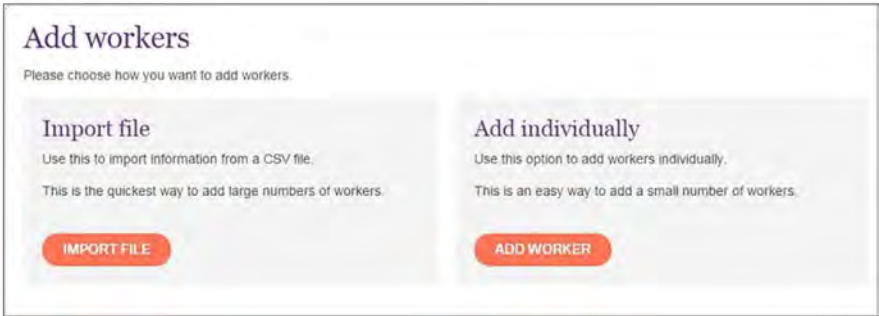 Add workers
Please choose how you want to add workers.
Import file
Use this to import information from a CSV file.
This is the quickest way to add large numbers of workers.
IMPORT FILE
Add individually
Use this option to add workers individually.
This is an easy way to add a small number of workers.
ADD WORKER